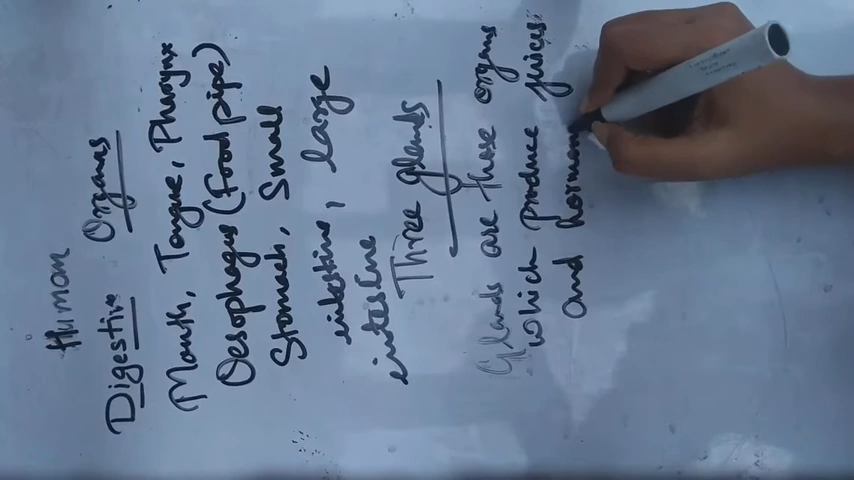 Human
Digestive Organs
Mouth, Tongue, Pharynx
Oesophagus (Food pipe)
Stomach, Small
intestine, large
intestine
Three glands
Glands are those organs
which produce juices
and hormon